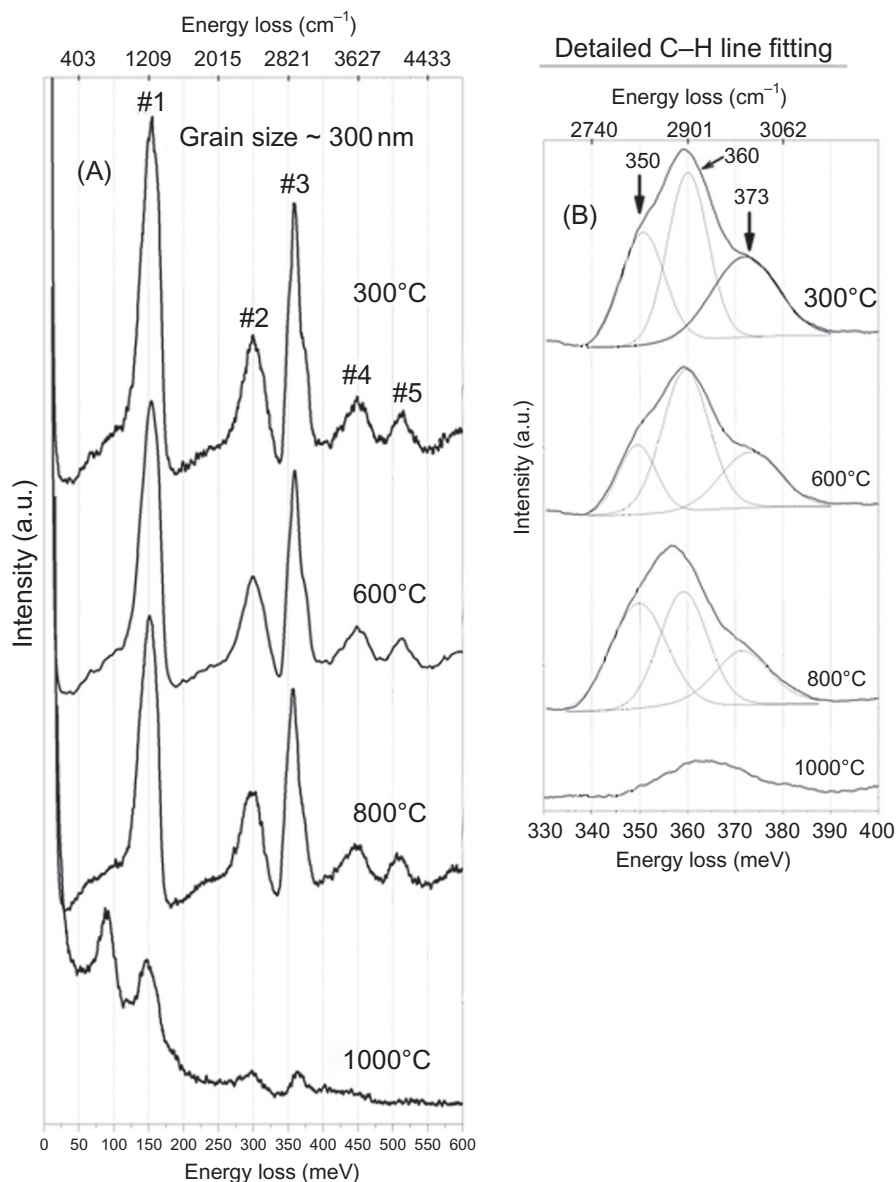 Energy loss (cm⁻¹)
403 1209 2015 2821 3627 4433
#1
Grain size ~ 300 nm
(A)
#3
300°C
#2
#4
#5
600°C
800°C
1000°C
Intensity (a.u.)
0 50 100 150 200 250 300 350 400 450 500 550 600
Energy loss (meV)
Detailed C–H line fitting
Energy loss (cm⁻¹)
2740 2901 3062
350
360
373
(B)
300°C
600°C
800°C
1000°C
Intensity (a.u.)
330 340 350 360 370 380 390 400
Energy loss (meV)